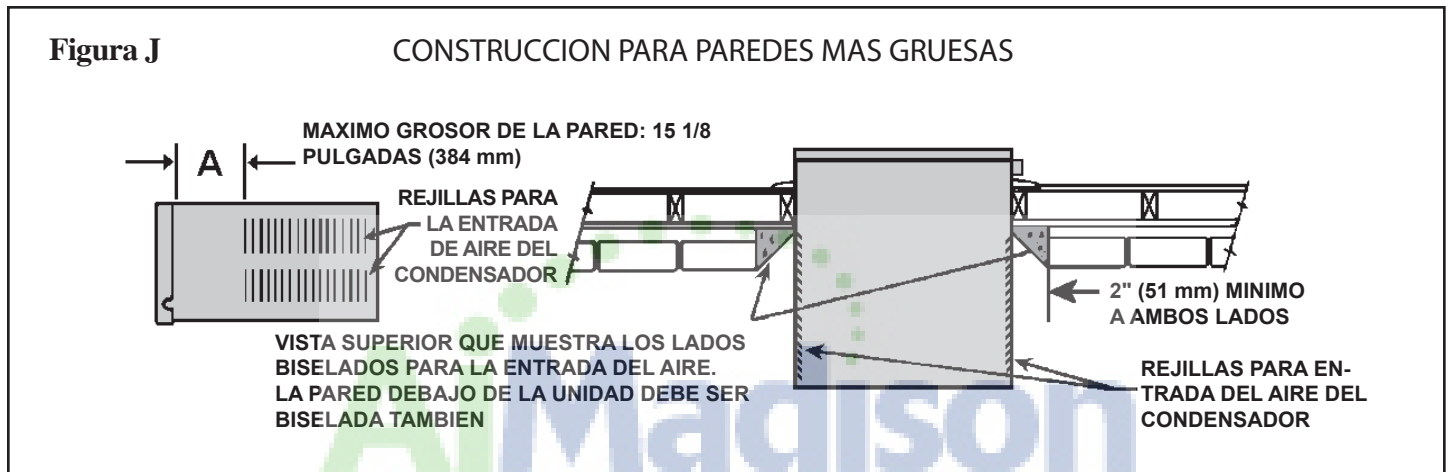 Figura J
CONSTRUCCION PARA PAREDES MAS GRUESAS
MAXIMO GROSOR DE LA PARED: 15 1/8
PULGADAS (384 mm)
A
REJILLAS PARA
LA ENTRADA
DE AIRE DEL
CONDENSADOR
VISTA SUPERIOR QUE MUESTRA LOS LADOS
BISELADOS PARA LA ENTRADA DEL AIRE.
LA PARED DEBAJO DE LA UNIDAD DEBE SER
BISELADA TAMBIEN
2" (51 mm) MINIMO
A AMBOS LADOS
REJILLAS PARA EN-
TRADA DEL AIRE DEL
CONDENSADOR
AjMadison